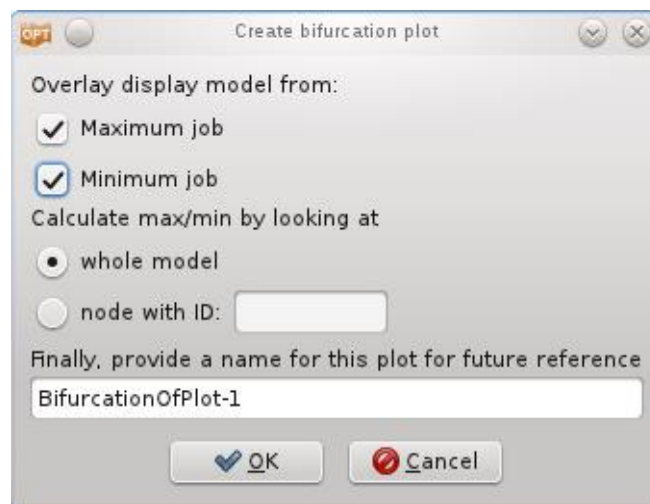 OPT
Create bifurcation plot
Overlay display model from:
Maximum job
Minimum job
Calculate max/min by looking at
whole model
node with ID:
Finally, provide a name for this plot for future reference
BifurcationOfPlot-1
OK Cancel